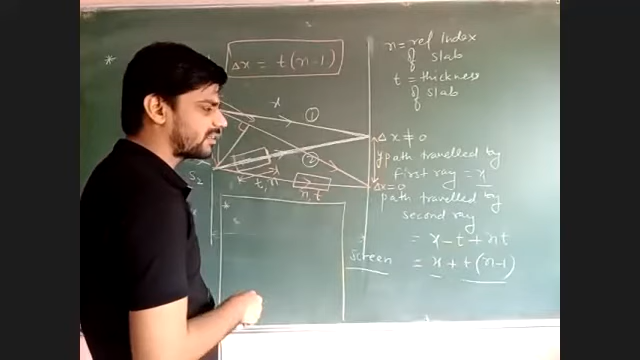 *
Δx = t(n-1)
n = ref Index
of slab
t = thickness
of slab
x
①
Δx ≠ 0
②
y
t, n
n, t
S₂
Δx = 0
path travelled by
first ray = x
path travelled by
second ray
= x - t + nt
Screen
= x + t(n-1)